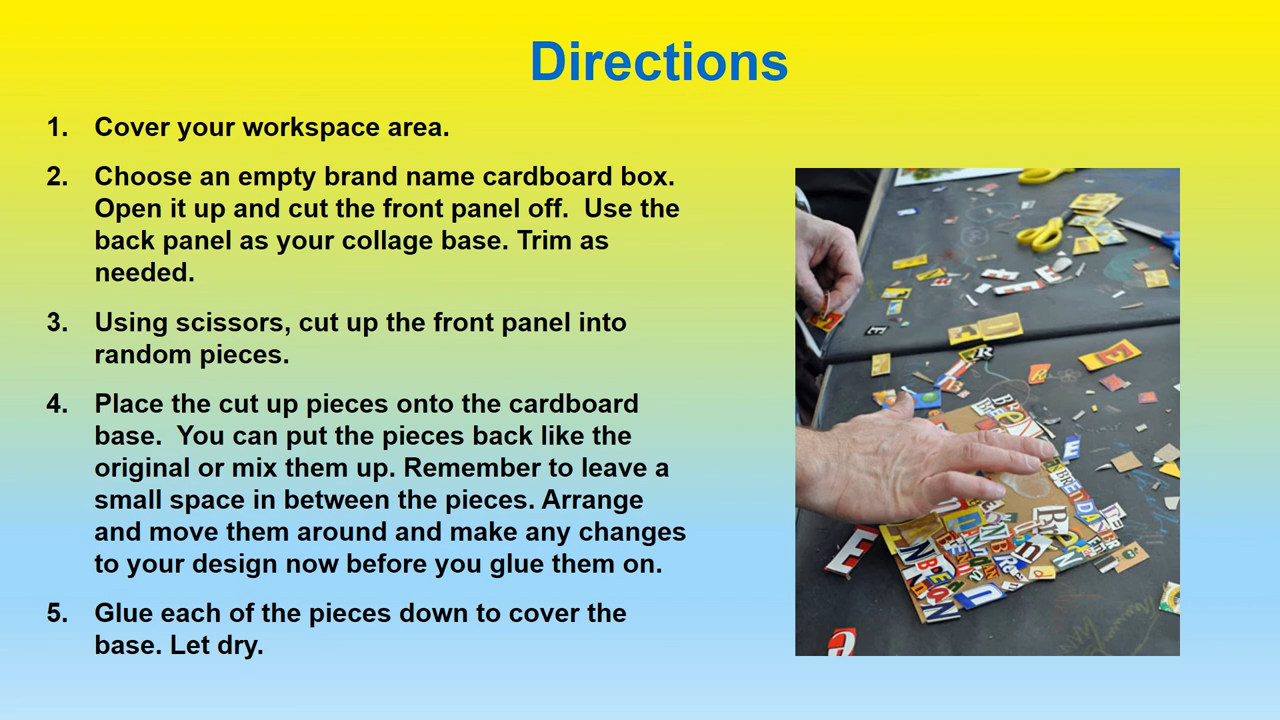 Directions
1. Cover your workspace area.
2. Choose an empty brand name cardboard box.
Open it up and cut the front panel off.  Use the
back panel as your collage base. Trim as
needed.
3. Using scissors, cut up the front panel into
random pieces.
4. Place the cut up pieces onto the cardboard
base.  You can put the pieces back like the
original or mix them up. Remember to leave a
small space in between the pieces. Arrange
and move them around and make any changes
to your design now before you glue them on.
5. Glue each of the pieces down to cover the
base. Let dry.